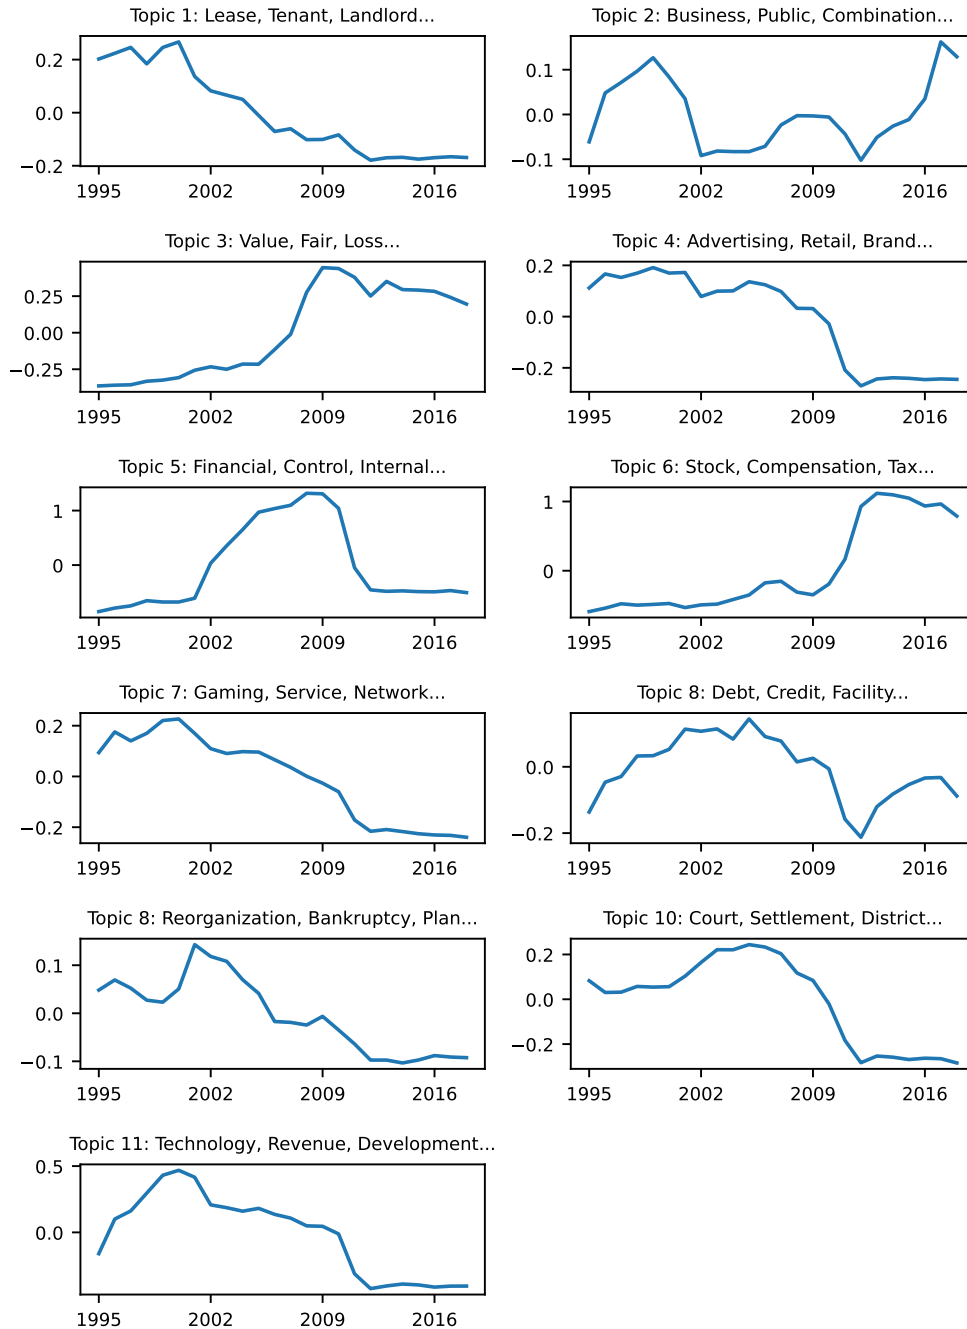 Topic 1: Lease, Tenant, Landlord...
0.2
0.0
−0.2
1995 2002 2009 2016
Topic 2: Business, Public, Combination...
0.1
0.0
−0.1
1995 2002 2009 2016
Topic 3: Value, Fair, Loss...
0.25
0.00
−0.25
1995 2002 2009 2016
Topic 4: Advertising, Retail, Brand...
0.2
0.0
−0.2
1995 2002 2009 2016
Topic 5: Financial, Control, Internal...
1
0
1995 2002 2009 2016
Topic 6: Stock, Compensation, Tax...
1
0
1995 2002 2009 2016
Topic 7: Gaming, Service, Network...
0.2
0.0
−0.2
1995 2002 2009 2016
Topic 8: Debt, Credit, Facility...
0.0
−0.2
1995 2002 2009 2016
Topic 8: Reorganization, Bankruptcy, Plan...
0.1
0.0
−0.1
1995 2002 2009 2016
Topic 10: Court, Settlement, District...
0.2
0.0
−0.2
1995 2002 2009 2016
Topic 11: Technology, Revenue, Development...
0.5
0.0
1995 2002 2009 2016